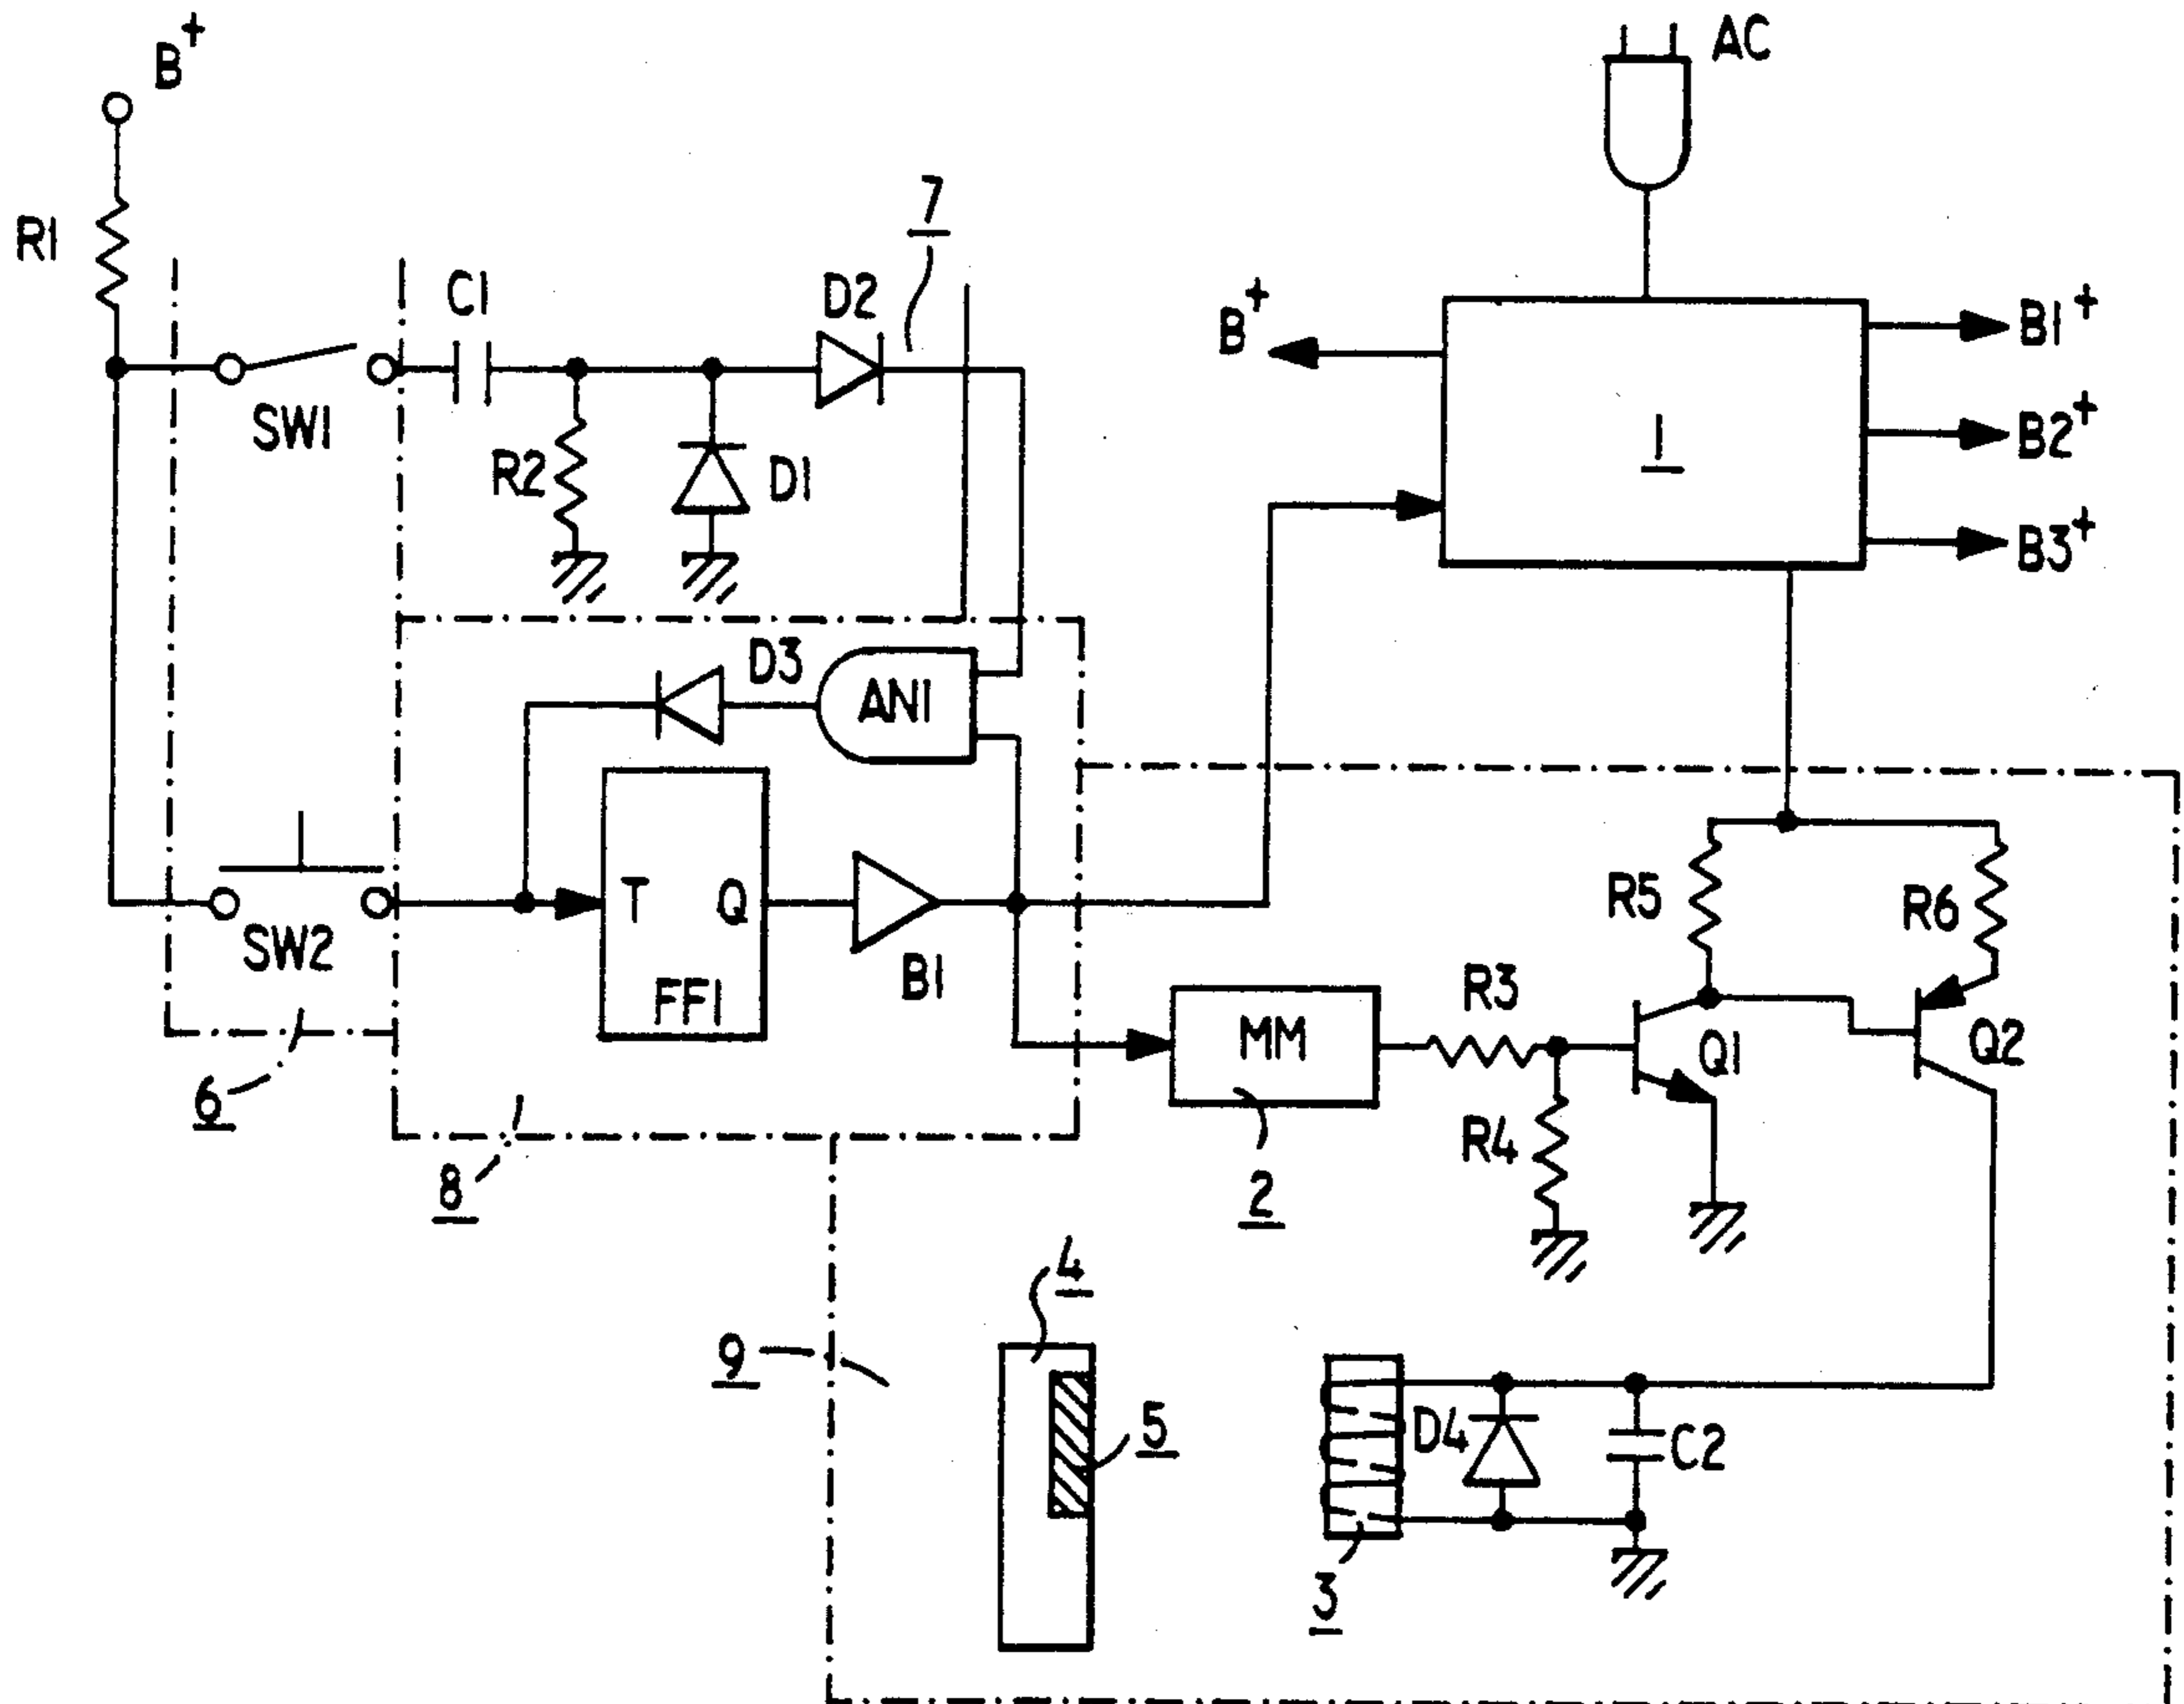 B+
AC
R1
7
C1
D2
B+
B1+
SW1
1
B2+
R2
D1
B3+
D3
AN1
T
Q
R5
R6
SW2
B1
FF1
R3
MM
Q1
Q2
6
R4
8
2
4
9
5
D4
C2
3